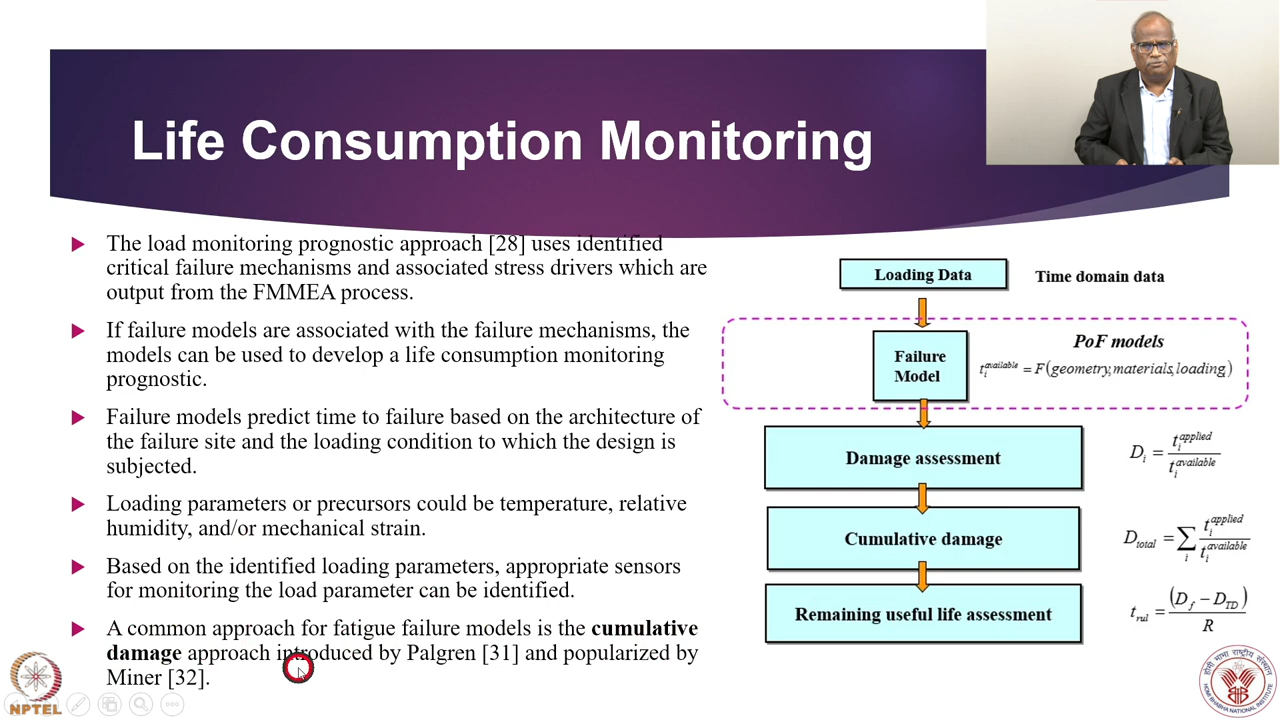 Life Consumption Monitoring
The load monitoring prognostic approach [28] uses identified
critical failure mechanisms and associated stress drivers which are
output from the FMMEA process.
If failure models are associated with the failure mechanisms, the
models can be used to develop a life consumption monitoring
prognostic.
Failure models predict time to failure based on the architecture of
the failure site and the loading condition to which the design is
subjected.
Loading parameters or precursors could be temperature, relative
humidity, and/or mechanical strain.
Based on the identified loading parameters, appropriate sensors
for monitoring the load parameter can be identified.
A common approach for fatigue failure models is the cumulative
damage approach introduced by Palgren [31] and popularized by
Miner [32].
Loading Data
Time domain data
Failure
Model
PoF models
t_i^available = F(geometry,materials,loading)
Damage assessment
D_i = t_i^applied / t_i^available
Cumulative damage
D_total = ∑_i t_i^applied / t_i^available
Remaining useful life assessment
t_rul = (D_f − D_TD) / R
NPTEL
होमी भाभा राष्ट्रीय संस्थान
HOMI BHABHA NATIONAL INSTITUTE